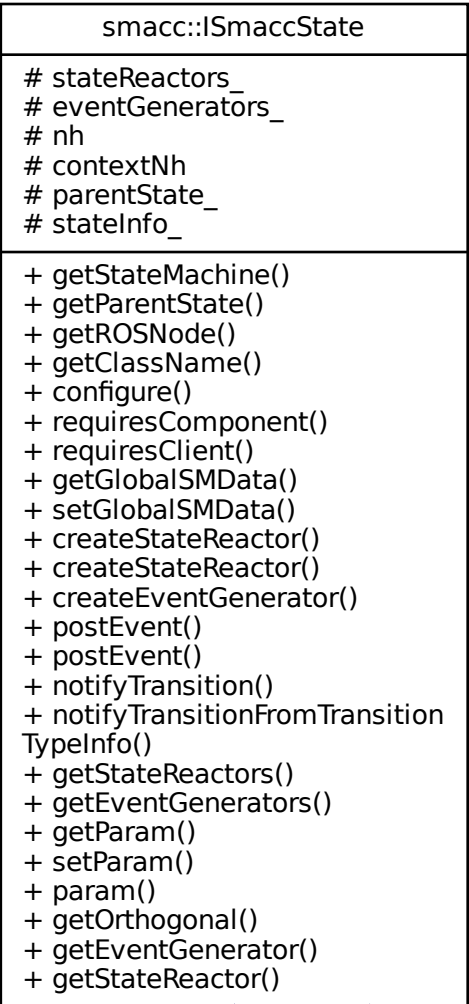 smacc::ISmaccState
# stateReactors_
# eventGenerators_
# nh
# contextNh
# parentState_
# stateInfo_
+ getStateMachine()
+ getParentState()
+ getROSNode()
+ getClassName()
+ configure()
+ requiresComponent()
+ requiresClient()
+ getGlobalSMData()
+ setGlobalSMData()
+ createStateReactor()
+ createStateReactor()
+ createEventGenerator()
+ postEvent()
+ postEvent()
+ notifyTransition()
+ notifyTransitionFromTransition
TypeInfo()
+ getStateReactors()
+ getEventGenerators()
+ getParam()
+ setParam()
+ param()
+ getOrthogonal()
+ getEventGenerator()
+ getStateReactor()